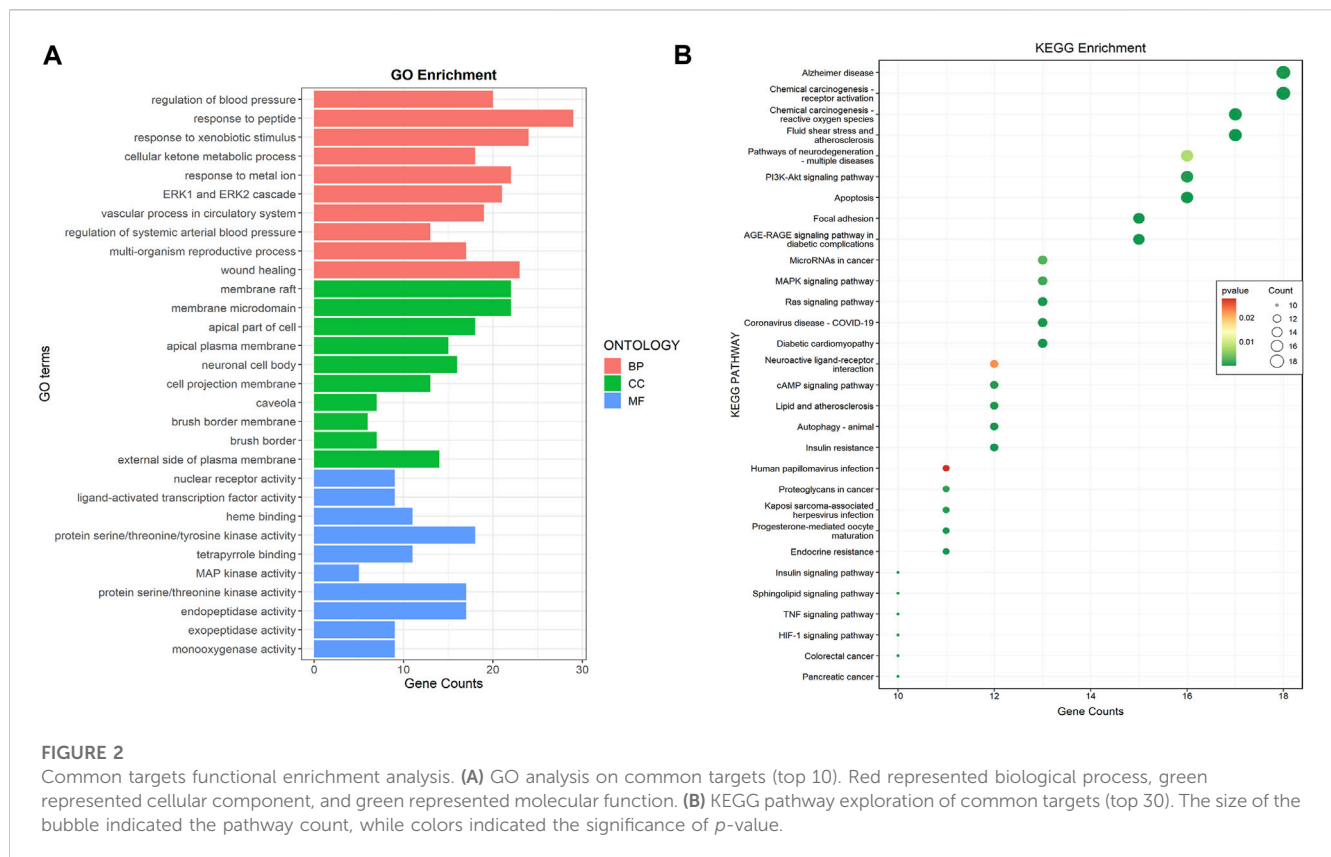 A
GO Enrichment
GO terms
regulation of blood pressure
response to peptide
response to xenobiotic stimulus
cellular ketone metabolic process
response to metal ion
ERK1 and ERK2 cascade
vascular process in circulatory system
regulation of systemic arterial blood pressure
multi-organism reproductive process
wound healing
membrane raft
membrane microdomain
apical part of cell
apical plasma membrane
neuronal cell body
cell projection membrane
caveola
brush border membrane
brush border
external side of plasma membrane
nuclear receptor activity
ligand-activated transcription factor activity
heme binding
protein serine/threonine/tyrosine kinase activity
tetrapyrrole binding
MAP kinase activity
protein serine/threonine kinase activity
endopeptidase activity
exopeptidase activity
monooxygenase activity
0 10 20 30
Gene Counts
ONTOLOGY
BP
CC
MF
B
KEGG Enrichment
KEGG PATHWAY
Alzheimer disease
Chemical carcinogenesis -
receptor activation
Chemical carcinogenesis -
reactive oxygen species
Fluid shear stress and
atherosclerosis
Pathways of neurodegeneration
- multiple diseases
PI3K-Akt signaling pathway
Apoptosis
Focal adhesion
AGE-RAGE signaling pathway in
diabetic complications
MicroRNAs in cancer
MAPK signaling pathway
Ras signaling pathway
Coronavirus disease - COVID-19
Diabetic cardiomyopathy
Neuroactive ligand-receptor
interaction
cAMP signaling pathway
Lipid and atherosclerosis
Autophagy - animal
Insulin resistance
Human papillomavirus infection
Proteoglycans in cancer
Kaposi sarcoma-associated
herpesvirus infection
Progesterone-mediated oocyte
maturation
Endocrine resistance
Insulin signaling pathway
Sphingolipid signaling pathway
TNF signaling pathway
HIF-1 signaling pathway
Colorectal cancer
Pancreatic cancer
10 12 14 16 18
Gene Counts
pvalue
0.02
0.01
Count
10
12
14
16
18
FIGURE 2
Common targets functional enrichment analysis. (A) GO analysis on common targets (top 10). Red represented biological process, green
represented cellular component, and green represented molecular function. (B) KEGG pathway exploration of common targets (top 30). The size of the
bubble indicated the pathway count, while colors indicated the significance of p-value.